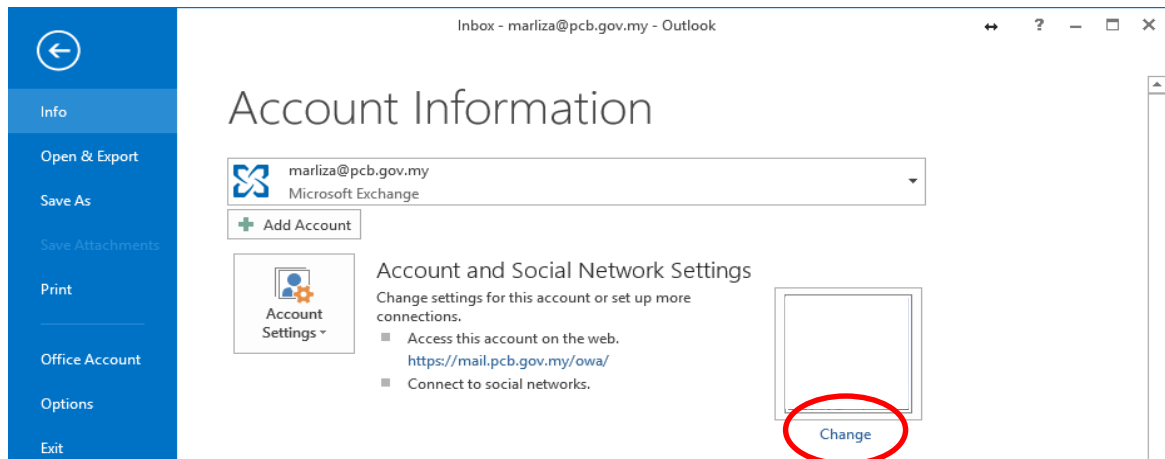 Inbox - marliza@pcb.gov.my - Outlook
?
Info
Open & Export
Save As
Save Attachments
Print
Office Account
Options
Exit
Account Information
marliza@pcb.gov.my
Microsoft Exchange
Add Account
Account
Settings
Account and Social Network Settings
Change settings for this account or set up more
connections.
Access this account on the web.
https://mail.pcb.gov.my/owa/
Connect to social networks.
Change